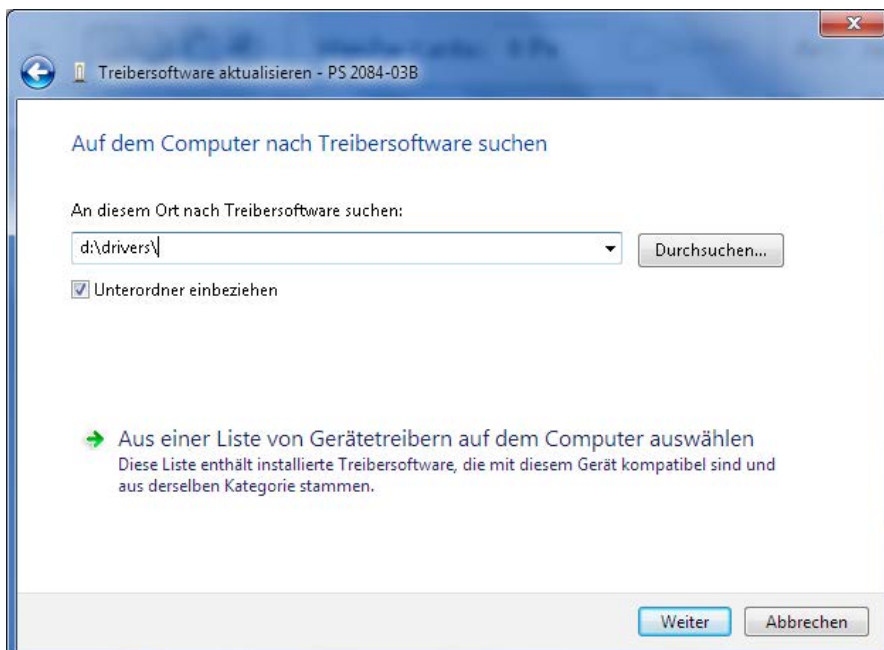 Treibersoftware aktualisieren - PS 2084-03B
Auf dem Computer nach Treibersoftware suchen
An diesem Ort nach Treibersoftware suchen:
d:\drivers\
Durchsuchen...
Unterordner einbeziehen
Aus einer Liste von Gerätetreibern auf dem Computer auswählen
Diese Liste enthält installierte Treibersoftware, die mit diesem Gerät kompatibel sind und
aus derselben Kategorie stammen.
Weiter
Abbrechen